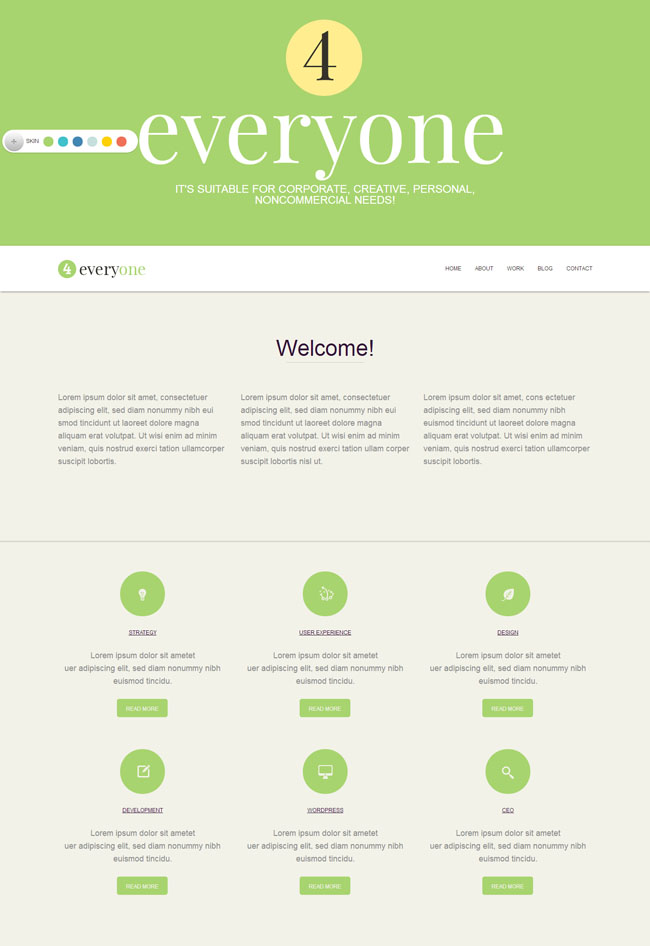 4
everyone
SKIN
IT'S SUITABLE FOR CORPORATE, CREATIVE, PERSONAL,
NONCOMMERCIAL NEEDS!
4 everyone
HOME ABOUT WORK BLOG CONTACT
Welcome!
Lorem ipsum dolor sit amet, consectetuer
adipiscing elit, sed diam nonummy nibh eui
smod tincidunt ut laoreet dolore magna
aliquam erat volutpat. Ut wisi enim ad minim
veniam, quis nostrud exerci tation ullamcorper
suscipit lobortis.
Lorem ipsum dolor sit amet, consectetuer
adipiscing elit, sed diam nonummy nibh eui
smod tincidunt ut laoreet dolore magna
aliquam erat volutpat. Ut wisi enim ad minim
veniam, quis nostrud exerci tation ullam corper
suscipit lobortis nisl ut.
Lorem ipsum dolor sit amet, cons ectetuer
adipiscing elit, sed diam nonummy nibh
euismod tincidunt ut laoreet dolore magna
aliquam erat volutpat. Ut wisi enim ad minim
veniam, quis nostrud exerci tation ullamcorper
suscipit lobortis.
STRATEGY
Lorem ipsum dolor sit ametet
uer adipiscing elit, sed diam nonummy nibh
euismod tincidu.
READ MORE
USER EXPERIENCE
Lorem ipsum dolor sit ametet
uer adipiscing elit, sed diam nonummy nibh
euismod tincidu.
READ MORE
DESIGN
Lorem ipsum dolor sit ametet
uer adipiscing elit, sed diam nonummy nibh
euismod tincidu.
READ MORE
DEVELOPMENT
Lorem ipsum dolor sit ametet
uer adipiscing elit, sed diam nonummy nibh
euismod tincidu.
READ MORE
WORDPRESS
Lorem ipsum dolor sit ametet
uer adipiscing elit, sed diam nonummy nibh
euismod tincidu.
READ MORE
CEO
Lorem ipsum dolor sit ametet
uer adipiscing elit, sed diam nonummy nibh
euismod tincidu.
READ MORE